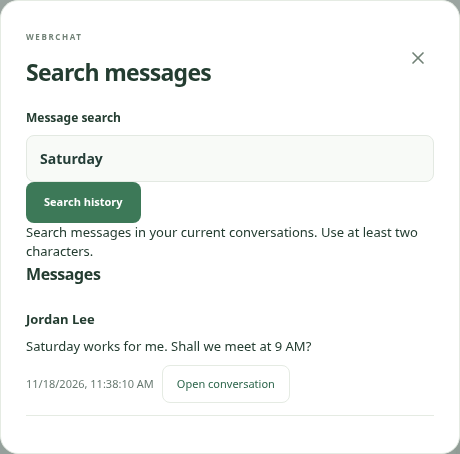 WEBRCHAT
Search messages
Message search
Saturday
Search history
Search messages in your current conversations. Use at least two
characters.
Messages
Jordan Lee
Saturday works for me. Shall we meet at 9 AM?
11/18/2026, 11:38:10 AM Open conversation